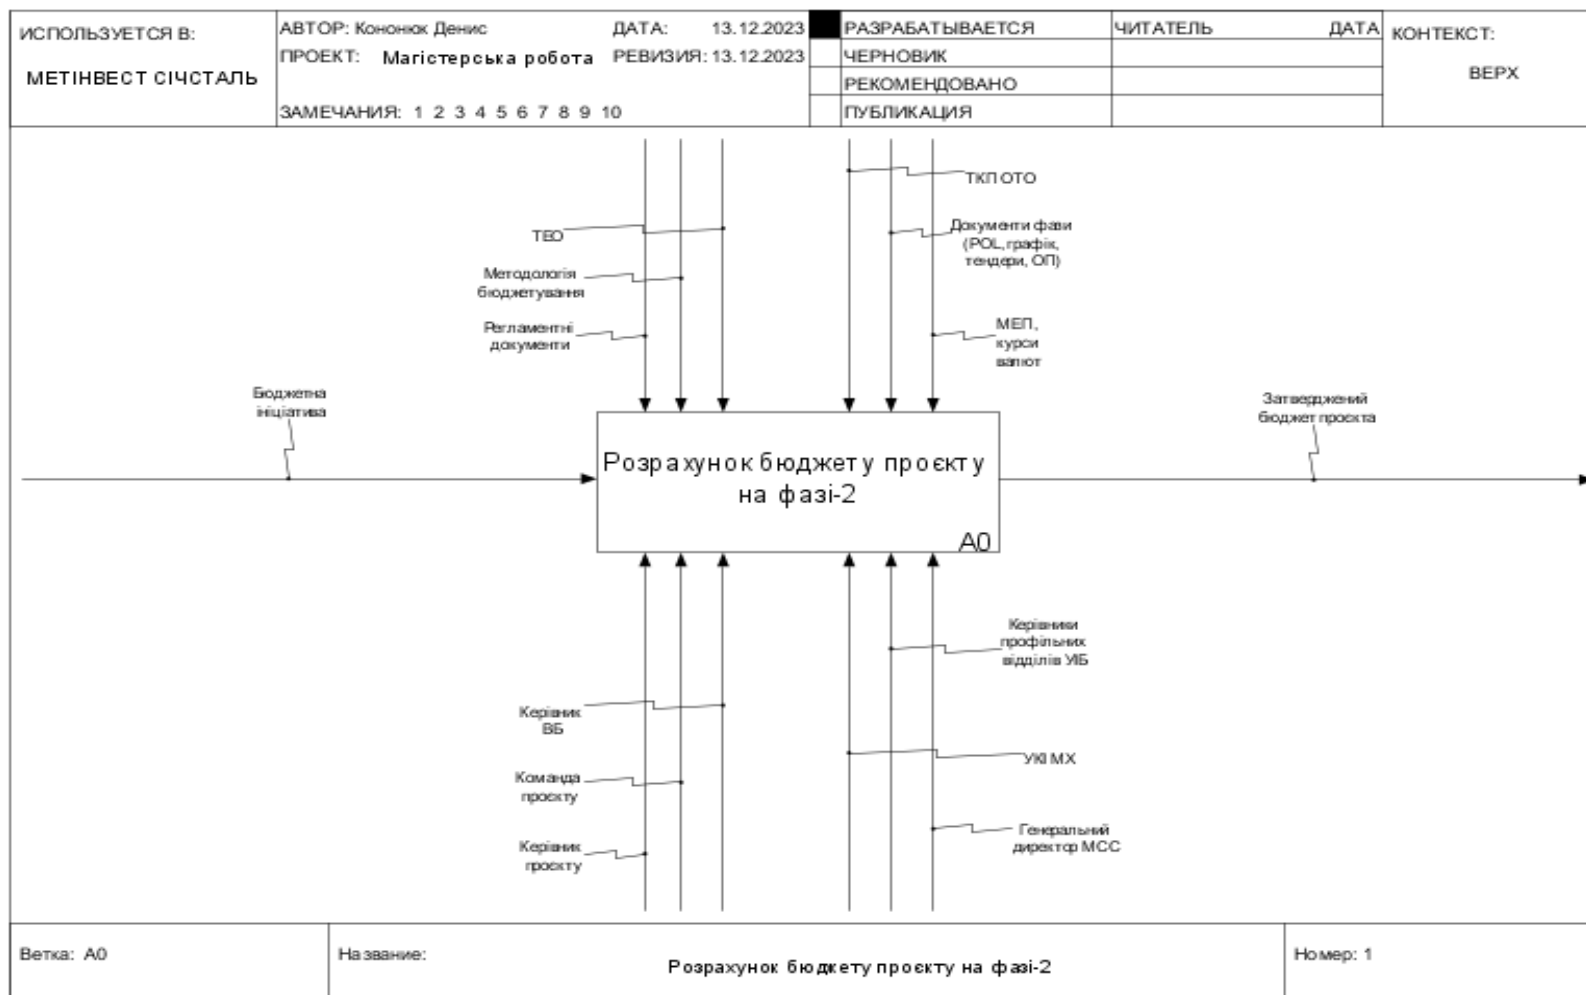 ИСПОЛЬЗУЕТСЯ В:
МЕТІНВЕСТ СІЧСТАЛЬ
АВТОР: Кононюк Денис
ДАТА: 13.12.2023
ПРОЕКТ: Магістерська робота
РЕВИЗИЯ: 13.12.2023
ЗАМЕЧАНИЯ: 1 2 3 4 5 6 7 8 9 10
РАЗРАБАТЫВАЕТСЯ
ЧЕРНОВИК
РЕКОМЕНДОВАНО
ПУБЛИКАЦИЯ
ЧИТАТЕЛЬ
ДАТА
КОНТЕКСТ:
ВЕРХ
ТЕО
Методологія
бюджетування
Регламентні
документи
ТКП ОТО
Документи фази
(POL, графік,
тендери, ОП)
МЕП,
курси
валют
Бюджетна
ініціатива
Затверджений
бюджет проєкта
Розрахунок бюджету проєкту
на фазі-2
A0
Керівник
ВБ
Команда
проєкту
Керівник
проєкту
Керівники
профільних
відділів УІБ
УКІ МХ
Генеральний
директор МСС
Ветка: A0
Название:
Розрахунок бюджету проєкту на фазі-2
Номер: 1